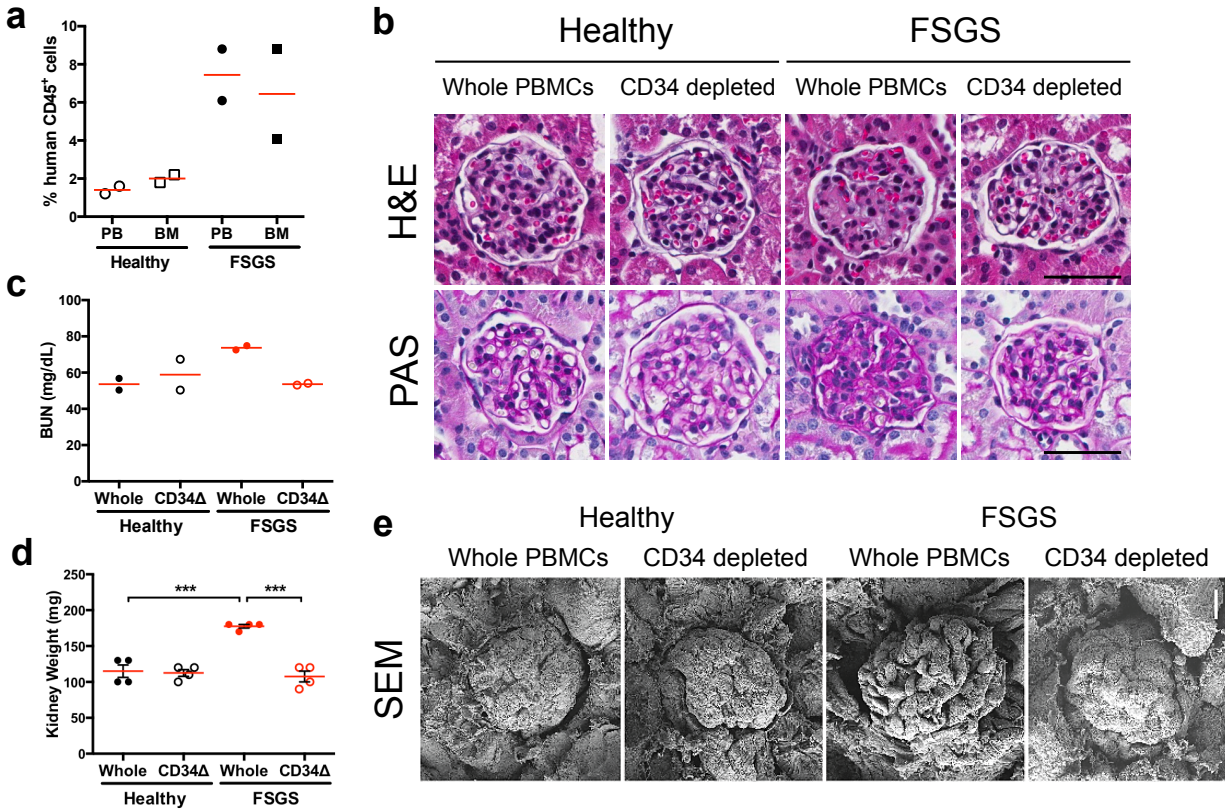 a
% human CD45+ cells
10
8
6
4
2
0
PB BM PB BM
Healthy FSGS
b
Healthy FSGS
Whole PBMCs CD34 depleted Whole PBMCs CD34 depleted
H&E
PAS
c
BUN (mg/dL)
100
80
60
40
20
0
Whole CD34Δ Whole CD34Δ
Healthy FSGS
d
Kidney Weight (mg)
250
200
150
100
50
0
*** ***
Whole CD34Δ Whole CD34Δ
Healthy FSGS
e
Healthy FSGS
Whole PBMCs CD34 depleted Whole PBMCs CD34 depleted
SEM